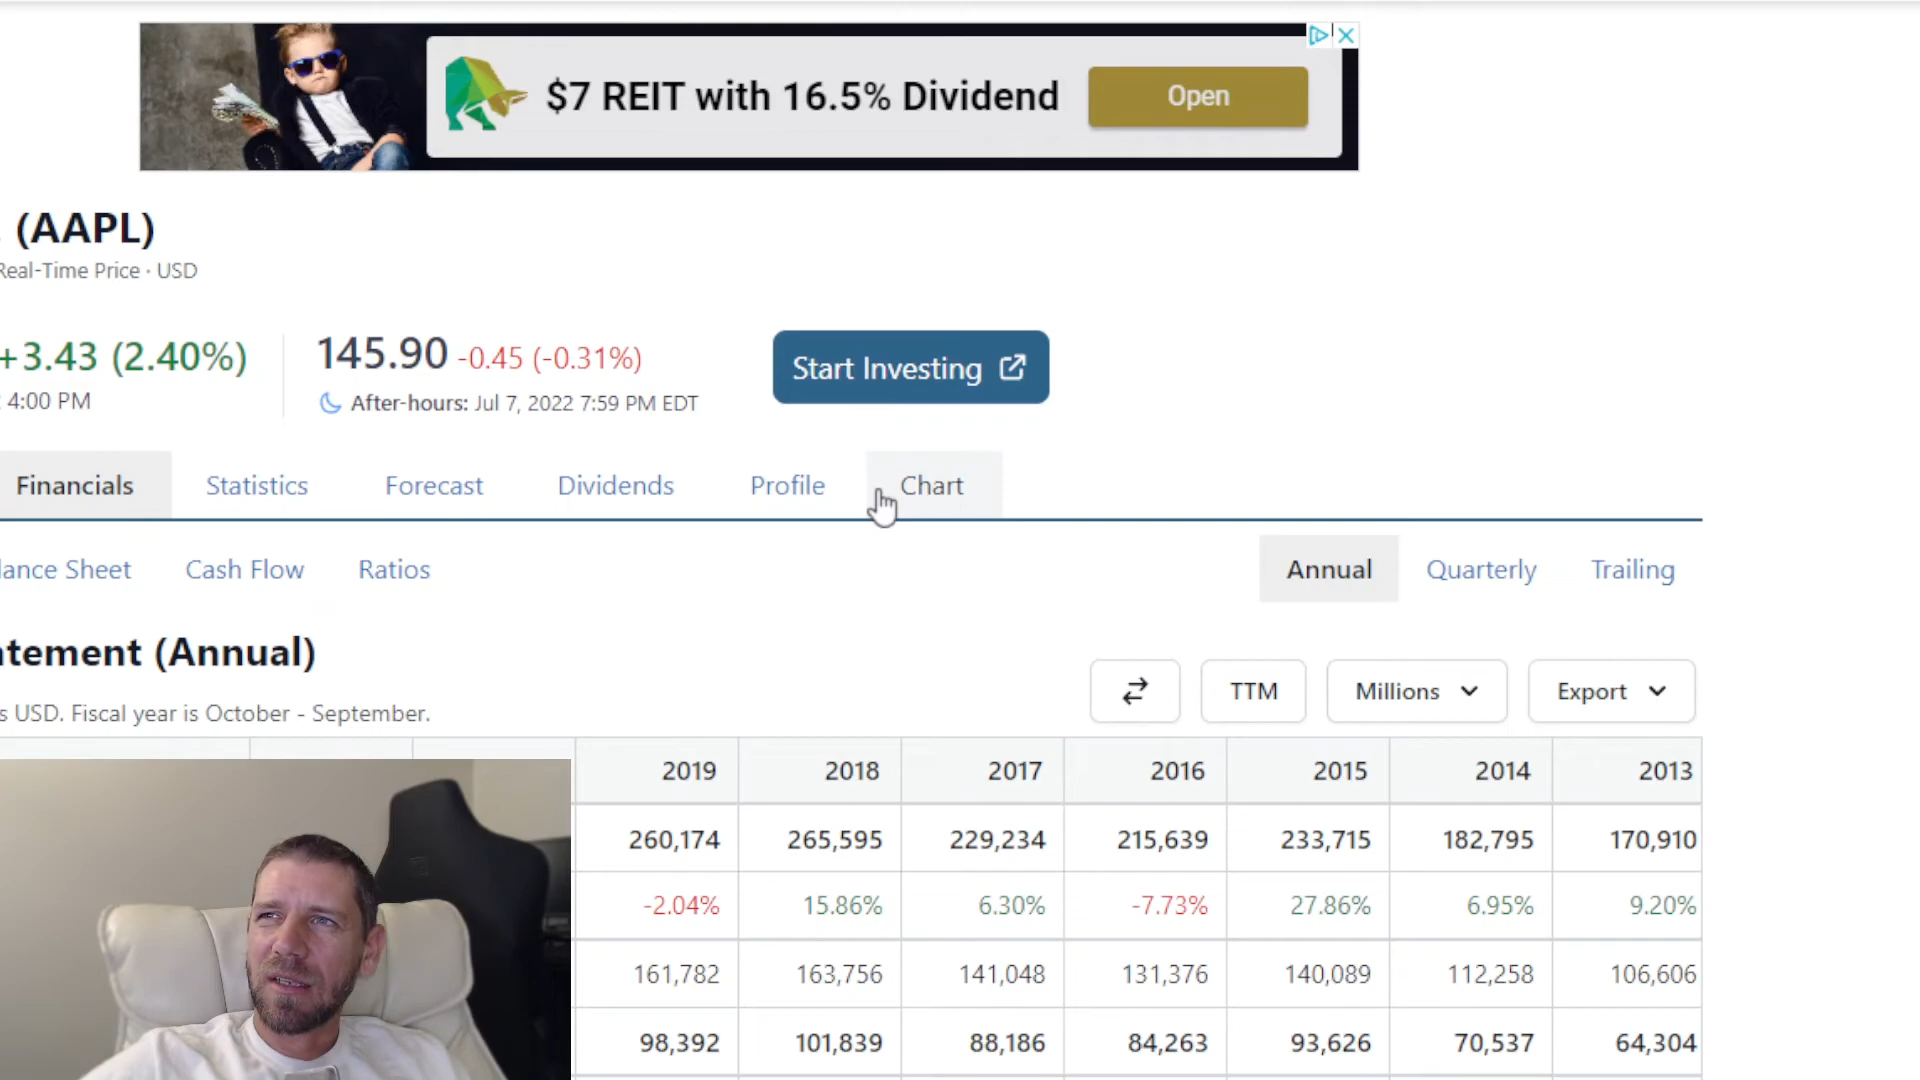 $7 REIT with 16.5% Dividend
Open
(AAPL)
Real-Time Price · USD
+3.43 (2.40%)
4:00 PM
145.90 -0.45 (-0.31%)
After-hours: Jul 7, 2022 7:59 PM EDT
Start Investing
Financials Statistics Forecast Dividends Profile Chart
lance Sheet Cash Flow Ratios Annual Quarterly Trailing
atement (Annual)
TTM Millions Export
s USD. Fiscal year is October - September.
2019 2018 2017 2016 2015 2014 2013
260,174 265,595 229,234 215,639 233,715 182,795 170,910
-2.04% 15.86% 6.30% -7.73% 27.86% 6.95% 9.20%
161,782 163,756 141,048 131,376 140,089 112,258 106,606
98,392 101,839 88,186 84,263 93,626 70,537 64,304